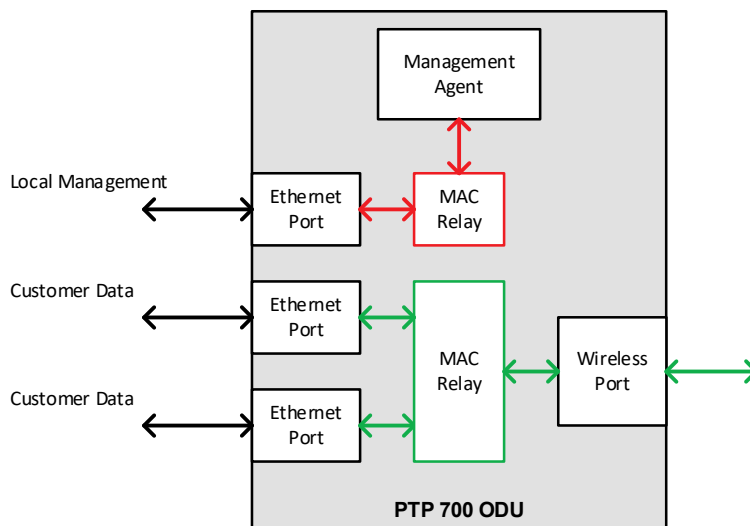 Management
Agent
Local Management
Ethernet
Port
MAC
Relay
Customer Data
Ethernet
Port
MAC
Relay
Wireless
Port
Customer Data
Ethernet
Port
PTP 700 ODU